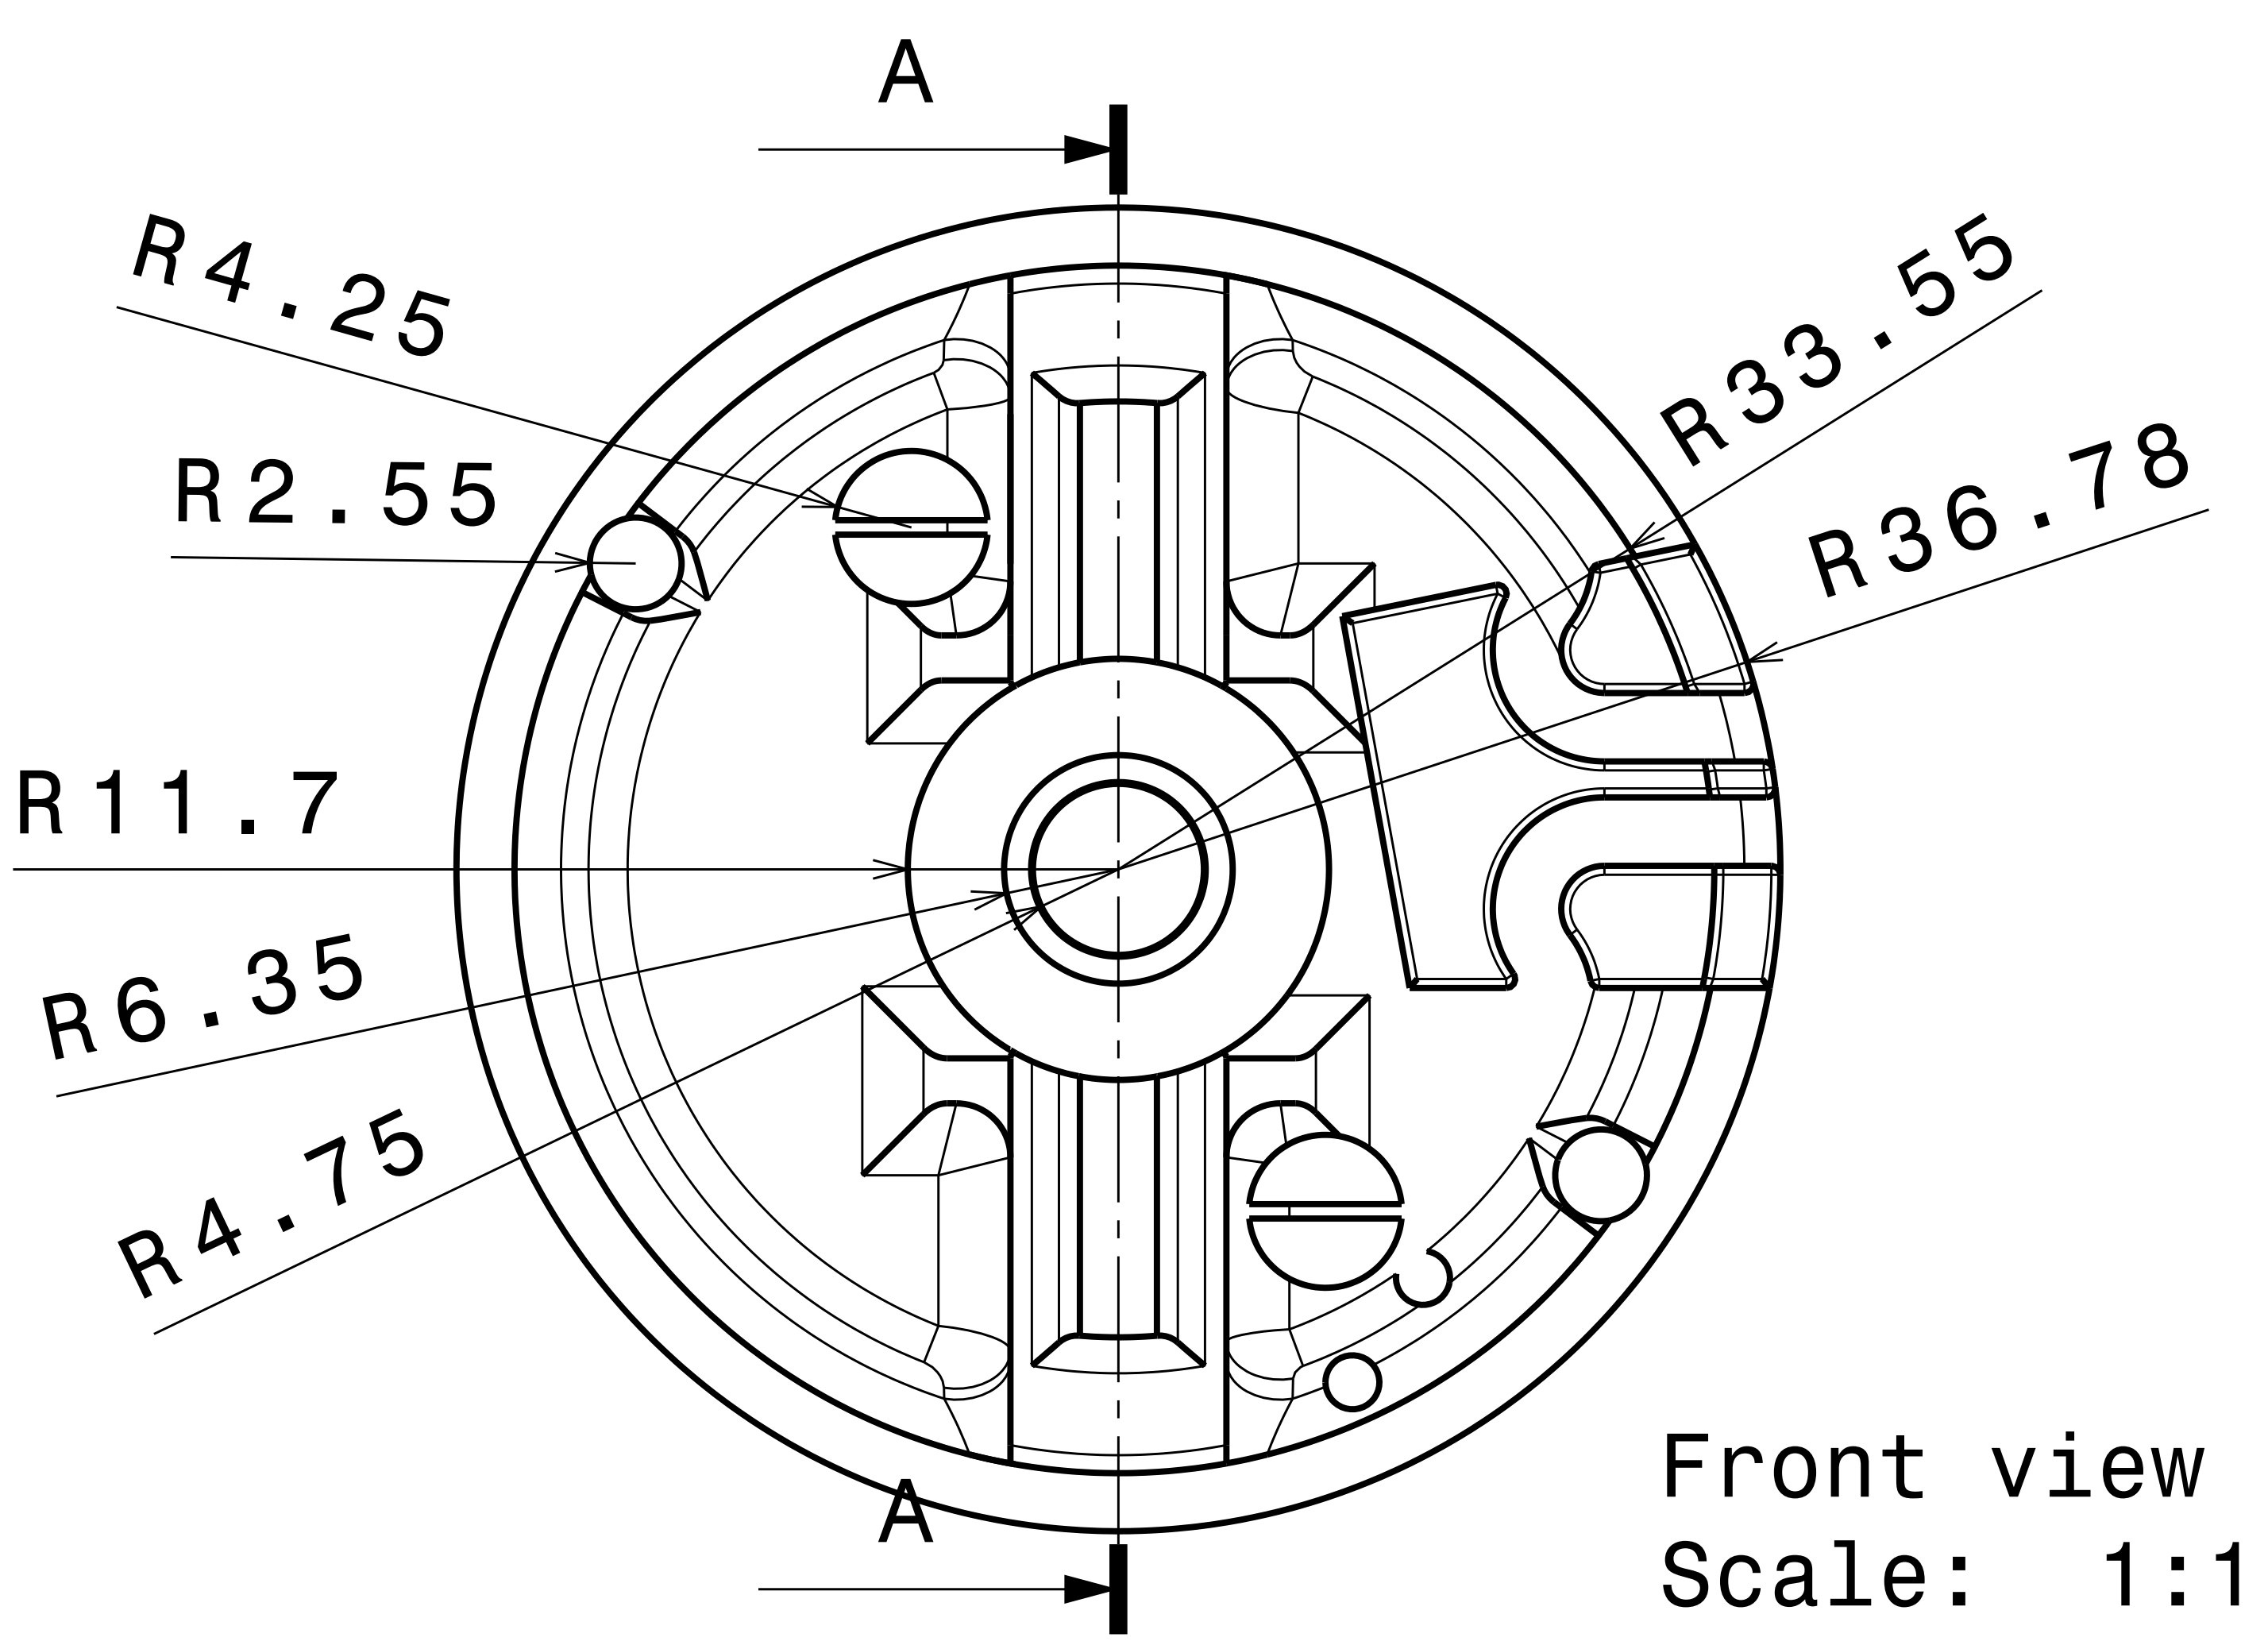 A
R4.25
R33.55
R2.55
R36.78
R11.7
R6.35
R4.75
A
Front view
Scale: 1:1